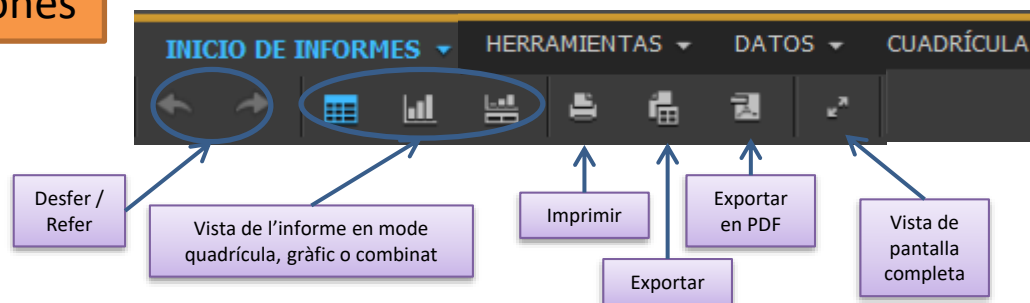 INICIO DE INFORMES HERRAMIENTAS DATOS CUADRÍCULA
Desfer /
Refer
Vista de l'informe en mode
quadrícula, gràfic o combinat
Imprimir
Exportar
Exportar
en PDF
Vista de
pantalla
completa